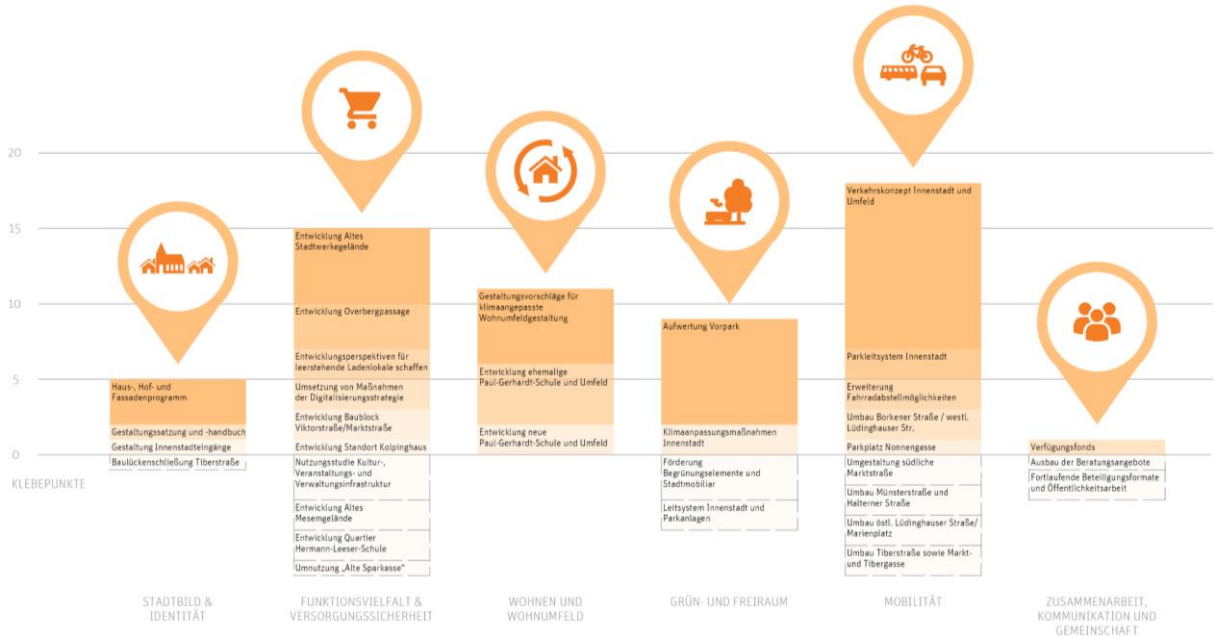 20
15
10
5
0
KLEBEPUNKTE
Haus-, Hof- und
Fassadenprogramm
Gestaltungssatzung und -handbuch
Gestaltung Innenstadteingänge
Baulückenschließung Tiberstraße
STADTBILD &
IDENTITÄT
Entwicklung Altes
Stadtwerkegelände
Entwicklung Overbergpassage
Entwicklungsperspektiven für
leerstehende Ladenlokale schaffen
Umsetzung von Maßnahmen
der Digitalisierungsstrategie
Entwicklung Baublock
Viktorstraße/Marktstraße
Entwicklung Standort Kolpinghaus
Nutzungsstudie Kultur-,
Veranstaltungs- und
Verwaltungsinfrastruktur
Entwicklung Altes
Mesemgelände
Entwicklung Quartier
Hermann-Leeser-Schule
Umnutzung „Alte Sparkasse“
FUNKTIONSVIELFALT &
VERSORGUNGSSICHERHEIT
Gestaltungsvorschläge für
klimaangepasste
Wohnumfeldgestaltung
Entwicklung ehemalige
Paul-Gerhardt-Schule und Umfeld
Entwicklung neue
Paul-Gerhardt-Schule und Umfeld
WOHNEN UND
WOHNUMFELD
Aufwertung Vorpark
Klimaanpassungsmaßnahmen
Innenstadt
Förderung
Begrünungselemente und
Stadtmobiliar
Leitsystem Innenstadt und
Parkanlagen
GRÜN- UND FREIRAUM
Verkehrskonzept Innenstadt und
Umfeld
Parkleitsystem Innenstadt
Erweiterung
Fahrradabstellmöglichkeiten
Umbau Borkener Straße / westl.
Lüdinghauser Str.
Parkplatz Nonnengasse
Umgestaltung südliche
Marktstraße
Umbau Münsterstraße und
Halterner Straße
Umbau östl. Lüdinghauser Straße/
Marienplatz
Umbau Tiberstraße sowie Markt-
und Tibergasse
MOBILITÄT
Verfügungsfonds
Ausbau der Beratungsangebote
Fortlaufende Beteiligungsformate
und Öffentlichkeitsarbeit
ZUSAMMENARBEIT,
KOMMUNIKATION UND
GEMEINSCHAFT